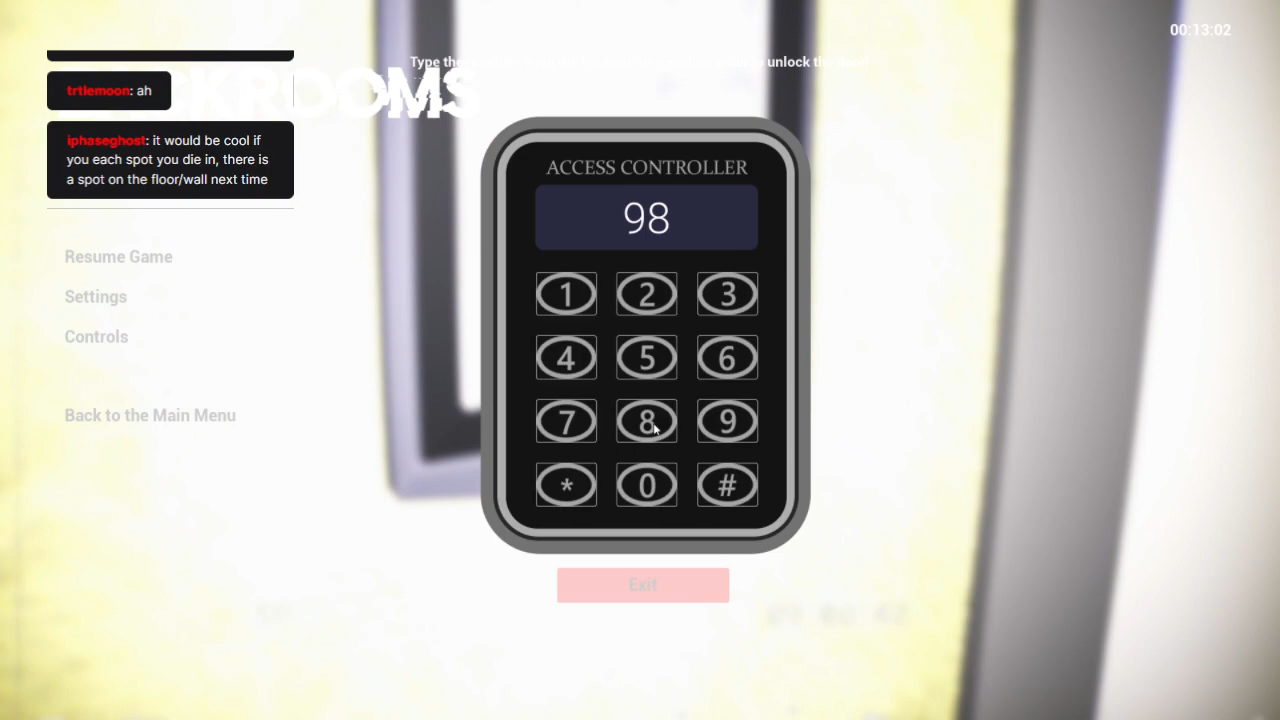 00:13:02
Type the
unlock the
trtlemoon: ah
iphaseghost: it would be cool if
you each spot you die in, there is
a spot on the floor/wall next time
Resume Game
Settings
Controls
Back to the Main Menu
ACCESS CONTROLLER
98
1 2 3
4 5 6
7 8 9
* 0 #
Exit